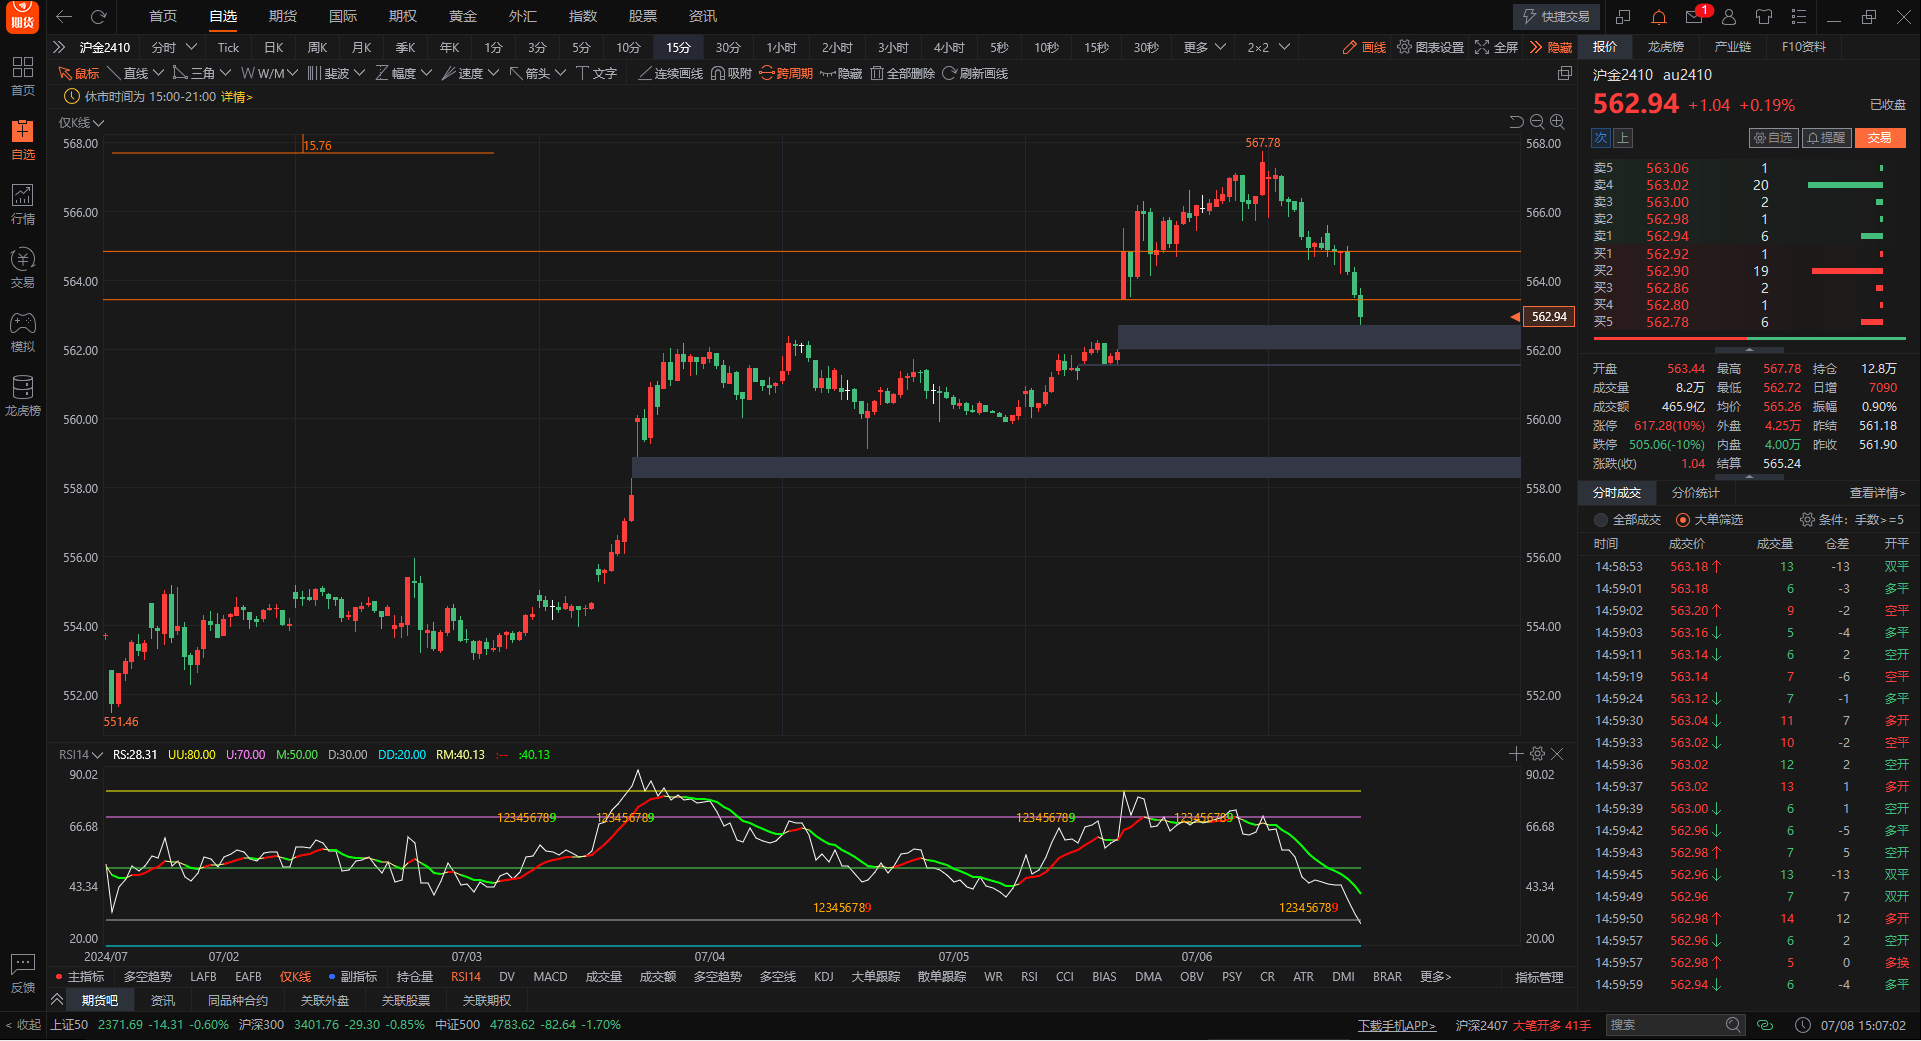 期货
首页 自选 期货 国际 期权 黄金 外汇 指数 股票 资讯
快捷交易
1
沪金2410 分时 Tick 日K 周K 月K 季K 年K 1分 3分 5分 10分 15分 30分 1小时 2小时 3小时 4小时 5秒 10秒 15秒 30秒 更多 2×2
画线 图表设置 全屏 隐藏
鼠标 直线 三角 W/M 斐波 幅度 速度 箭头 文字 连续画线 吸附 跨周期 隐藏 全部删除 刷新画线
休市时间为 15:00-21:00 详情>
首页
自选
行情
交易
模拟
龙虎榜
反馈
< 收起
仅K线
568.00
566.00
564.00
562.00
560.00
558.00
556.00
554.00
552.00
15.76
567.78
551.46
568.00
566.00
564.00
562.94
562.00
560.00
558.00
556.00
554.00
552.00
RSI14 RS:28.31 UU:80.00 U:70.00 M:50.00 D:30.00 DD:20.00 RM:40.13 :-- :40.13
90.02
66.68
43.34
20.00
123456789 123456789 123456789 123456789
123456789 123456789
90.02
66.68
43.34
20.00
2024/07 07/02 07/03 07/04 07/05 07/06
主指标 多空趋势 LAFB EAFB 仅K线 副指标 持仓量 RSI14 DV MACD 成交量 成交额 多空趋势 多空线 KDJ 大单跟踪 散单跟踪 WR RSI CCI BIAS DMA OBV PSY CR ATR DMI BRAR 更多> 指标管理
期货吧 资讯 同品种合约 关联外盘 关联股票 关联期权
上证50 2371.69 -14.31 -0.60% 沪深300 3401.76 -29.30 -0.85% 中证500 4783.62 -82.64 -1.70%
下载手机APP>
沪深2407 大笔开多 41手
搜索
07/08 15:07:02
报价 龙虎榜 产业链 F10资料
沪金2410 au2410
562.94 +1.04 +0.19% 已收盘
次 上 自选 提醒 交易
卖5 563.06 1
卖4 563.02 20
卖3 563.00 2
卖2 562.98 1
卖1 562.94 6
买1 562.92 1
买2 562.90 19
买3 562.86 2
买4 562.80 1
买5 562.78 6
开盘 563.44 最高 567.78 持仓 12.8万
成交量 8.2万 最低 562.72 日增 7090
成交额 465.9亿 均价 565.26 振幅 0.90%
涨停 617.28(10%) 外盘 4.25万 昨结 561.18
跌停 505.06(-10%) 内盘 4.00万 昨收 561.90
涨跌(收) 1.04 结算 565.24
分时成交 分价统计 查看详情>
全部成交 大单筛选 条件: 手数>=5
时间 成交价 成交量 仓差 开平
14:58:53 563.18↑ 13 -13 双平
14:59:01 563.18 6 -3 多平
14:59:02 563.20↑ 9 -2 空平
14:59:03 563.16↓ 5 -4 多平
14:59:11 563.14↓ 6 2 空开
14:59:19 563.14 7 -6 空平
14:59:24 563.12↓ 7 -1 多平
14:59:30 563.04↓ 11 7 多开
14:59:33 563.02↓ 10 -2 空平
14:59:36 563.02 12 2 空开
14:59:37 563.02 13 1 多开
14:59:39 563.00↓ 6 1 空开
14:59:42 562.96↓ 6 -5 多平
14:59:43 562.98↑ 7 5 空开
14:59:45 562.96↓ 13 -13 双平
14:59:49 562.96 7 7 双开
14:59:50 562.98↑ 14 12 多开
14:59:57 562.96↓ 6 2 空开
14:59:57 562.98↑ 5 0 多换
14:59:59 562.94↓ 6 -4 多平